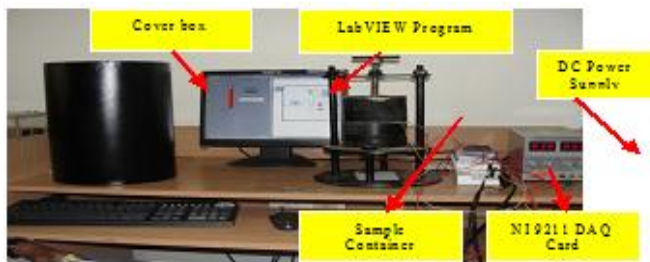 Cover box
LabVIEW Program
DC Power
Supply
Sample
Container
NI 9211 DAQ
Card